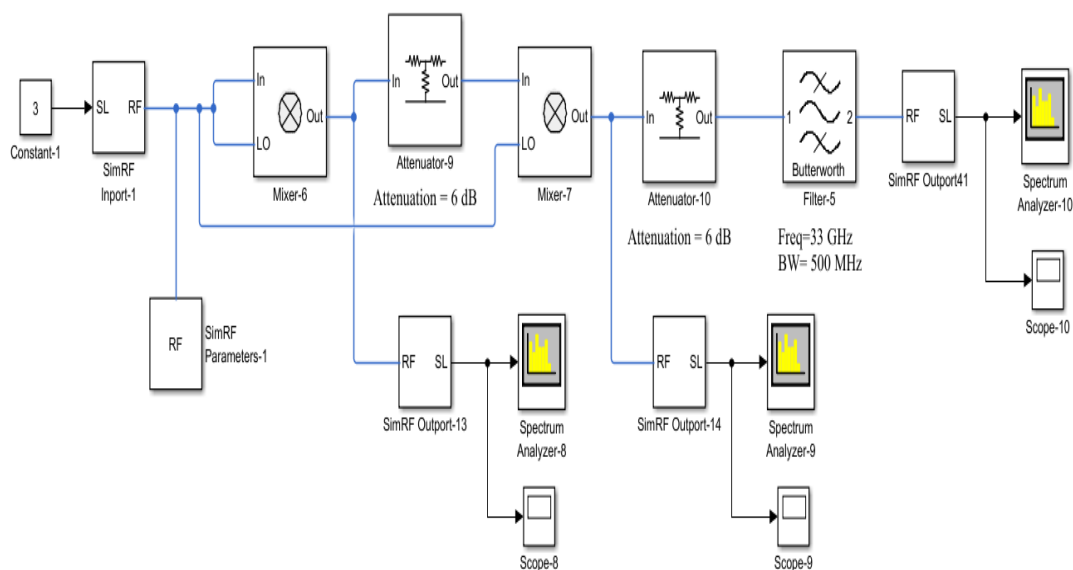 3
Constant-1
SL RF
SimRF
Inport-1
In
LO
Out
Mixer-6
In Out
Attenuator-9
Attenuation = 6 dB
In
LO
Out
Mixer-7
In Out
Attenuator-10
Attenuation = 6 dB
1 2
Butterworth
Filter-5
Freq=33 GHz
BW= 500 MHz
RF SL
SimRF Outport41
Spectrum
Analyzer-10
Scope-10
RF
SimRF
Parameters-1
RF SL
SimRF Outport-13
Spectrum
Analyzer-8
Scope-8
RF SL
SimRF Outport-14
Spectrum
Analyzer-9
Scope-9